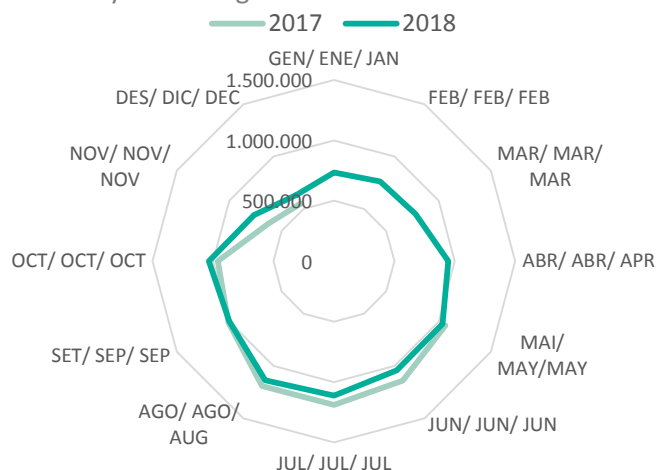 2017 2018
GEN/ ENE/ JAN
1.500.000
DES/ DIC/ DEC
FEB/ FEB/ FEB
1.000.000
NOV/ NOV/
NOV
MAR/ MAR/
MAR
500.000
OCT/ OCT/ OCT
0
ABR/ ABR/ APR
SET/ SEP/ SEP
MAI/
MAY/MAY
AGO/ AGO/
AUG
JUN/ JUN/ JUN
JUL/ JUL/ JUL